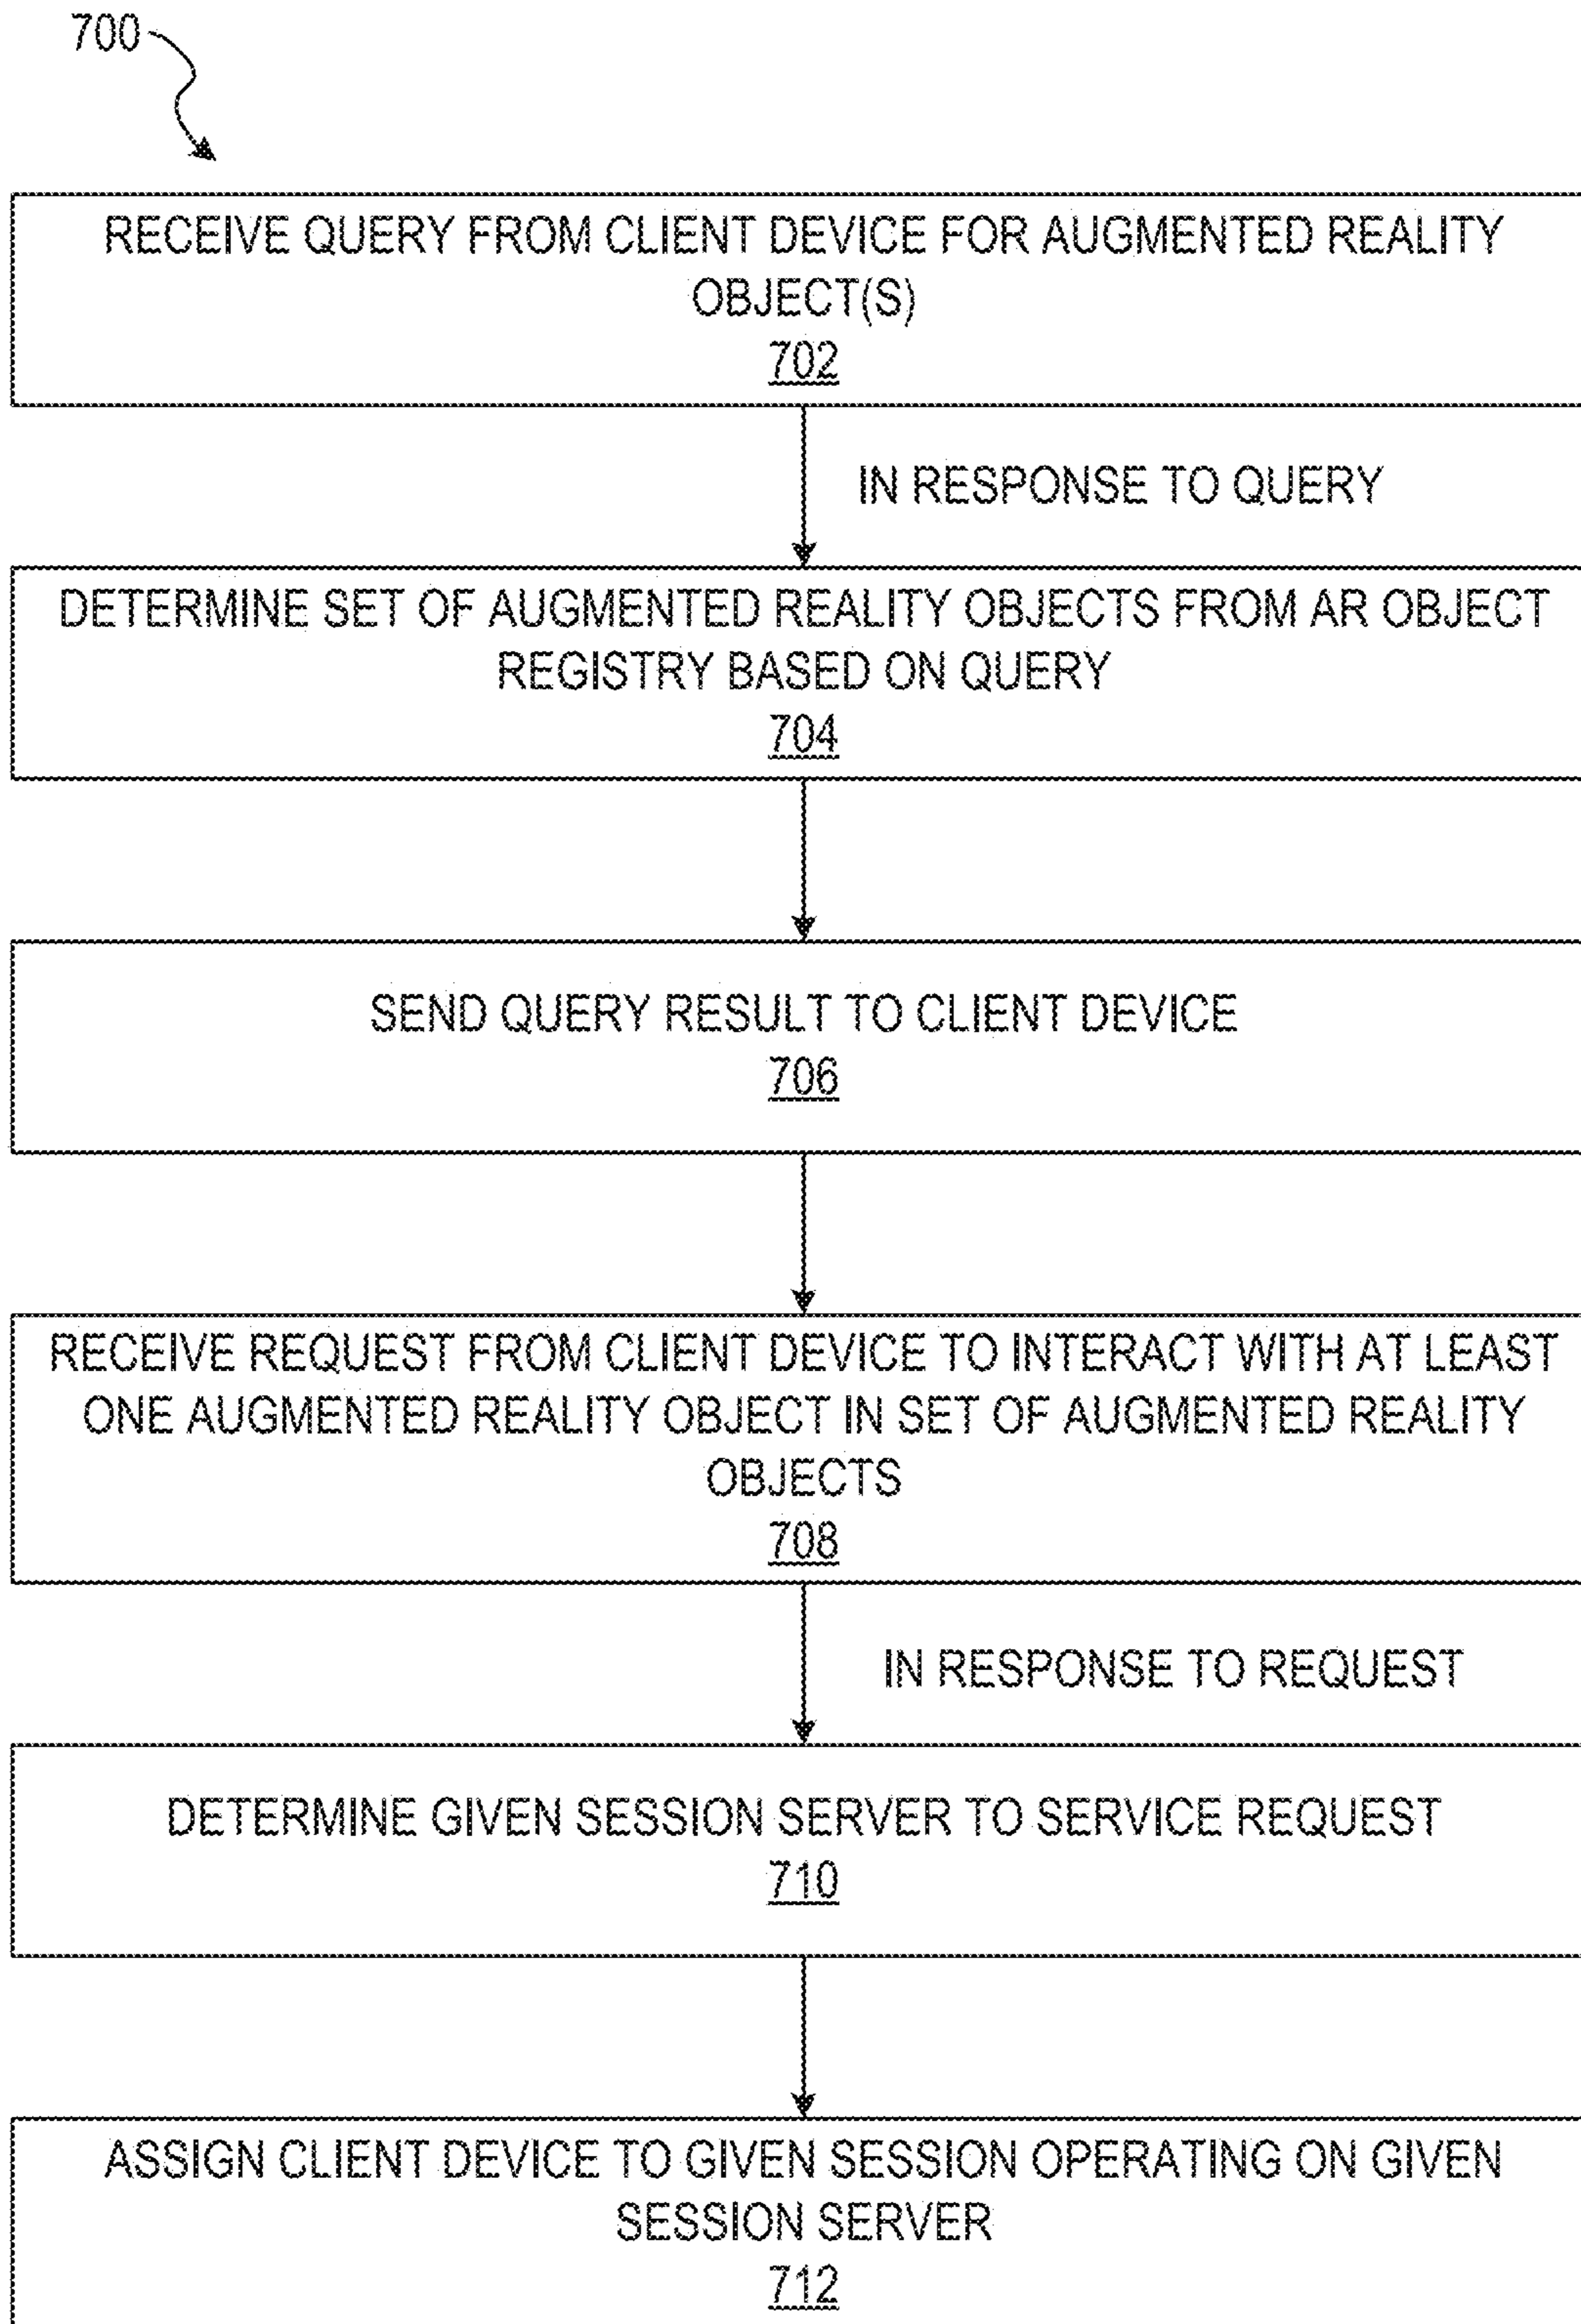 700
RECEIVE QUERY FROM CLIENT DEVICE FOR AUGMENTED REALITY
OBJECT(S)
702
IN RESPONSE TO QUERY
DETERMINE SET OF AUGMENTED REALITY OBJECTS FROM AR OBJECT
REGISTRY BASED ON QUERY
704
SEND QUERY RESULT TO CLIENT DEVICE
706
RECEIVE REQUEST FROM CLIENT DEVICE TO INTERACT WITH AT LEAST
ONE AUGMENTED REALITY OBJECT IN SET OF AUGMENTED REALITY
OBJECTS
708
IN RESPONSE TO REQUEST
DETERMINE GIVEN SESSION SERVER TO SERVICE REQUEST
710
ASSIGN CLIENT DEVICE TO GIVEN SESSION OPERATING ON GIVEN
SESSION SERVER
712